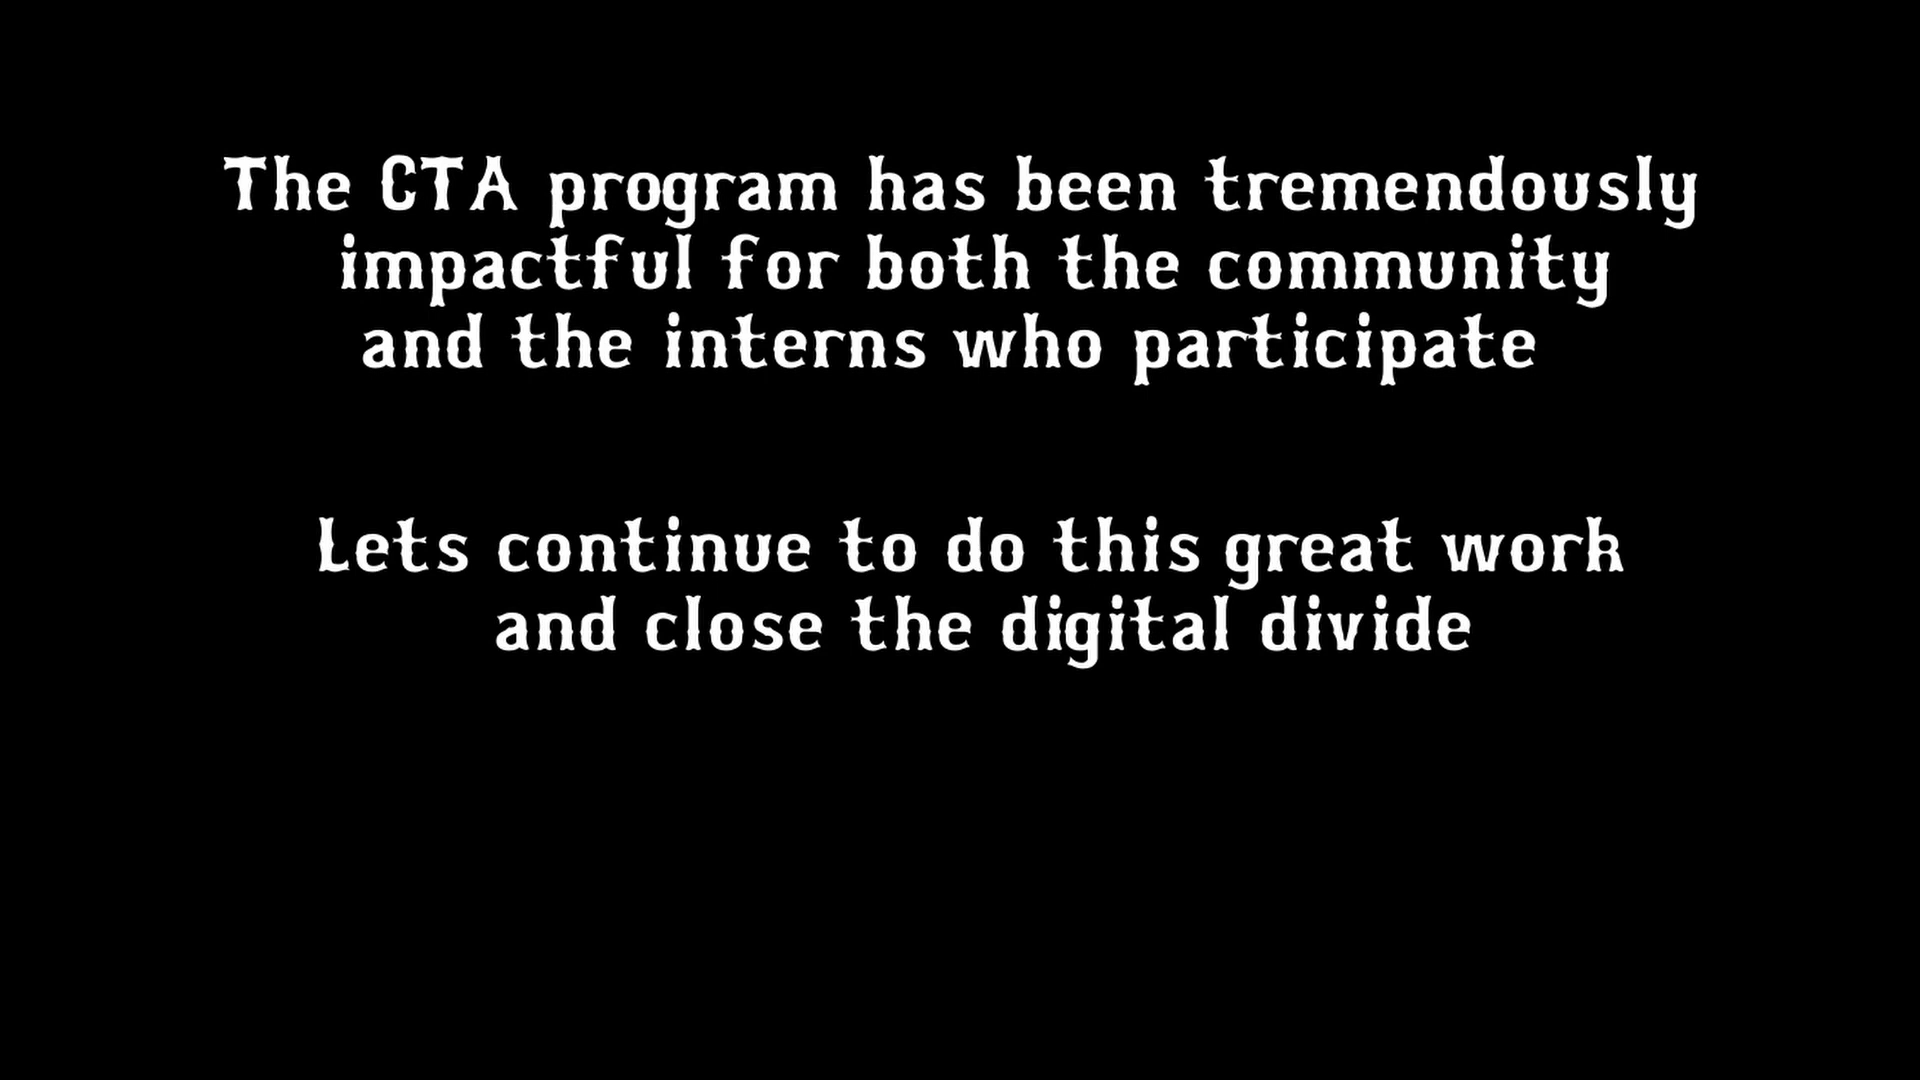 The CTA program has been tremendously
impactful for both the community
and the interns who participate
Lets continue to do this great work
and close the digital divide